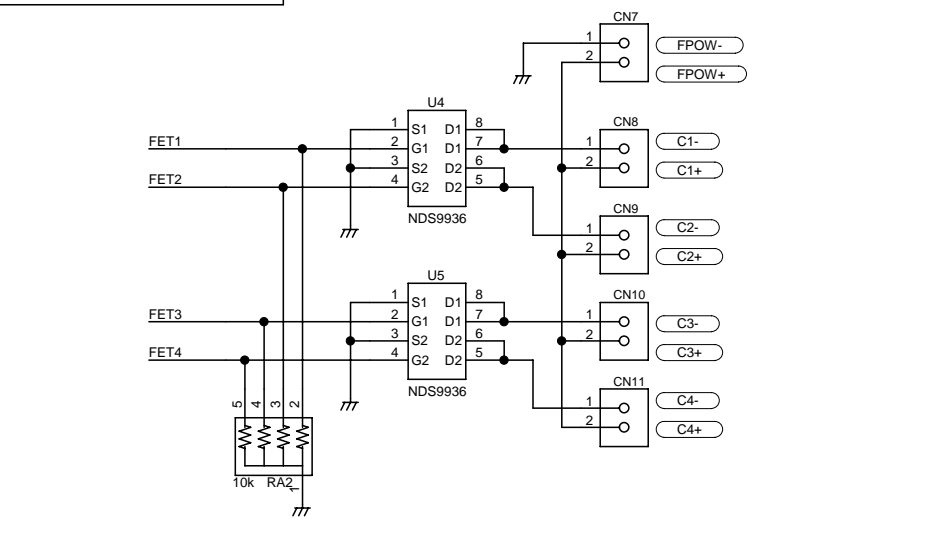 CN7
1 FPOW-
2 FPOW+
U4
CN8
1 S1 D1 8
FET1 2 G1 D1 7 1 C1-
3 S2 D2 6 2 C1+
FET2 4 G2 D2 5
CN9
NDS9936
1 C2-
2 C2+
U5
CN10
1 S1 D1 8
FET3 2 G1 D1 7 1 C3-
3 S2 D2 6 2 C3+
FET4 4 G2 D2 5
CN11
NDS9936
1 C4-
2 C4+
5 4 3 2
10k RA2 1